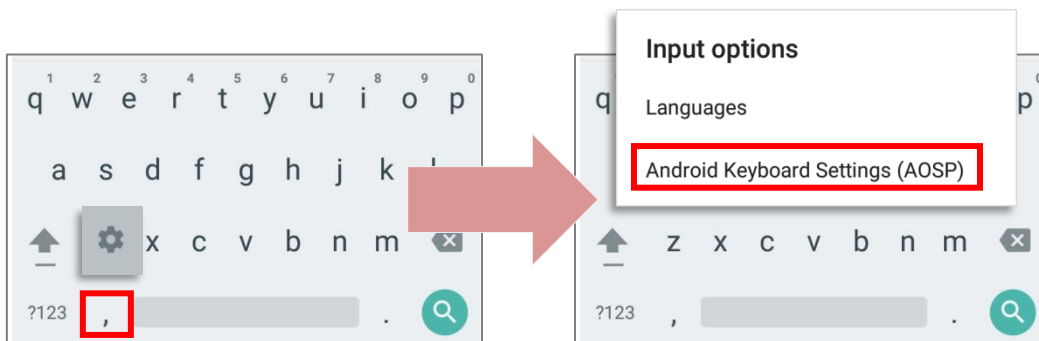 1 2 3 4 5 6 7 8 9 0
q w e r t y u i o p
a s d f g h j k
x c v b n m
?123 , .
Input options
Languages
Android Keyboard Settings (AOSP)
q p
z x c v b n m
?123 , .